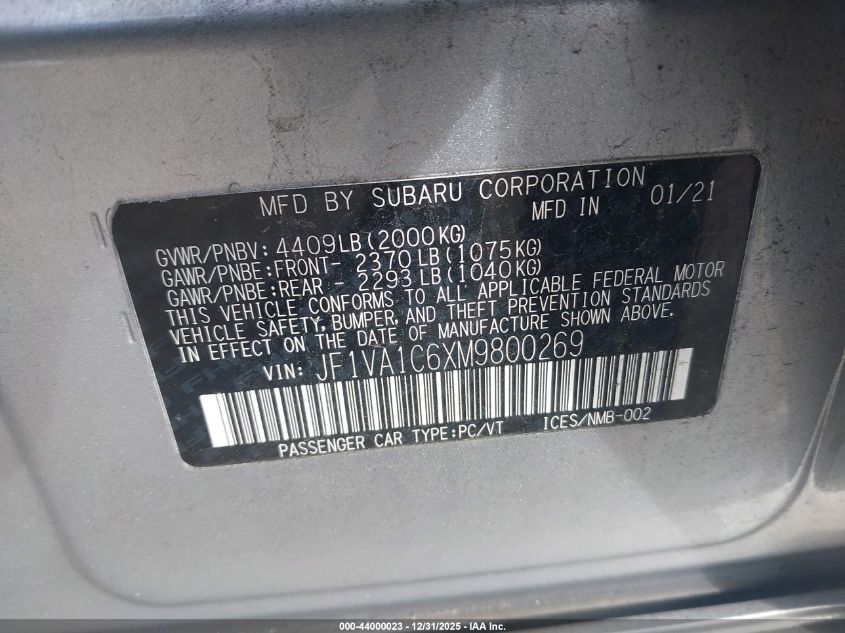 MFD BY SUBARU CORPORATION
MFD IN 01/21
GVWR/PNBV: 4409LB(2000KG)
GAWR/PNBE:FRONT- 2370LB(1075KG)
GAWR/PNBE:REAR - 2293LB(1040KG)
THIS VEHICLE CONFORMS TO ALL APPLICABLE FEDERAL MOTOR
VEHICLE SAFETY, BUMPER, AND THEFT PREVENTION STANDARDS
IN EFFECT ON THE DATE OF MANUFACTURE SHOWN ABOVE.
VIN: JF1VA1C6XM9800269
PASSENGER CAR TYPE:PC/VT ICES/NMB-002
000-44000023 - 12/31/2025 - IAA Inc.